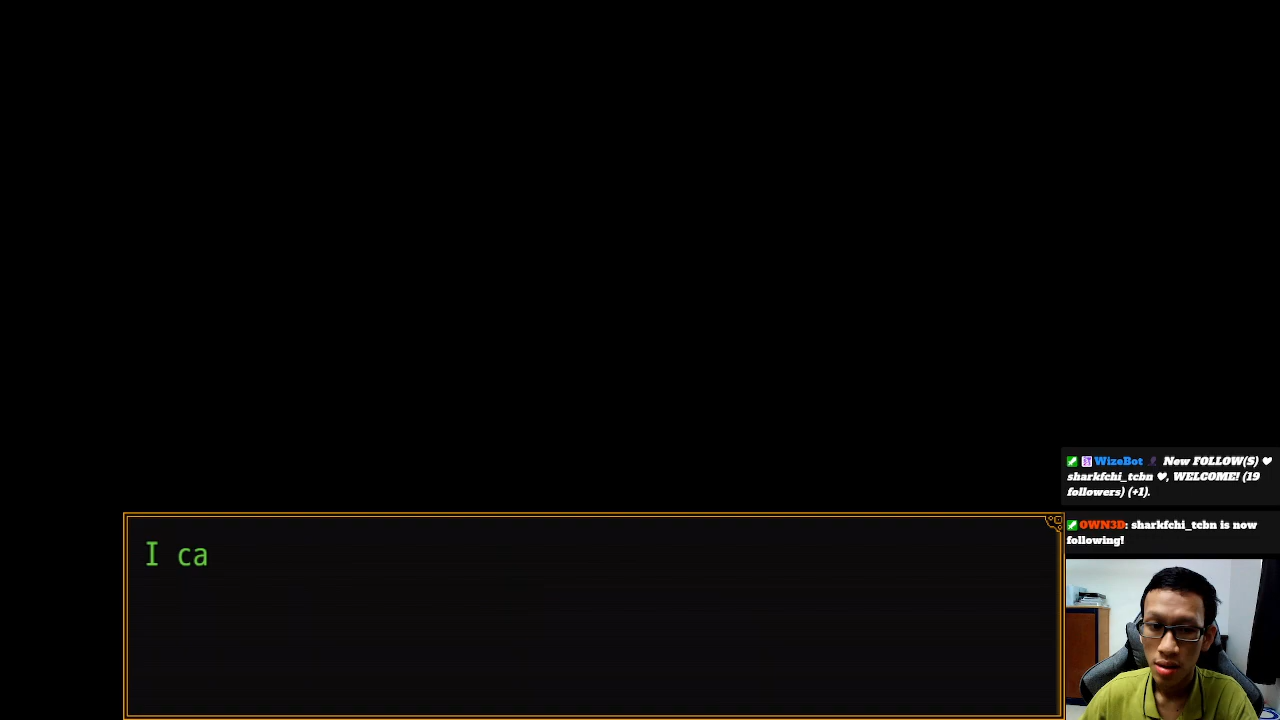 WizeBot New FOLLOW(S) ♥
sharkfchi_tcbn ♥, WELCOME! (19
followers) (+1).
OWN3D: sharkfchi_tcbn is now
following!
I ca